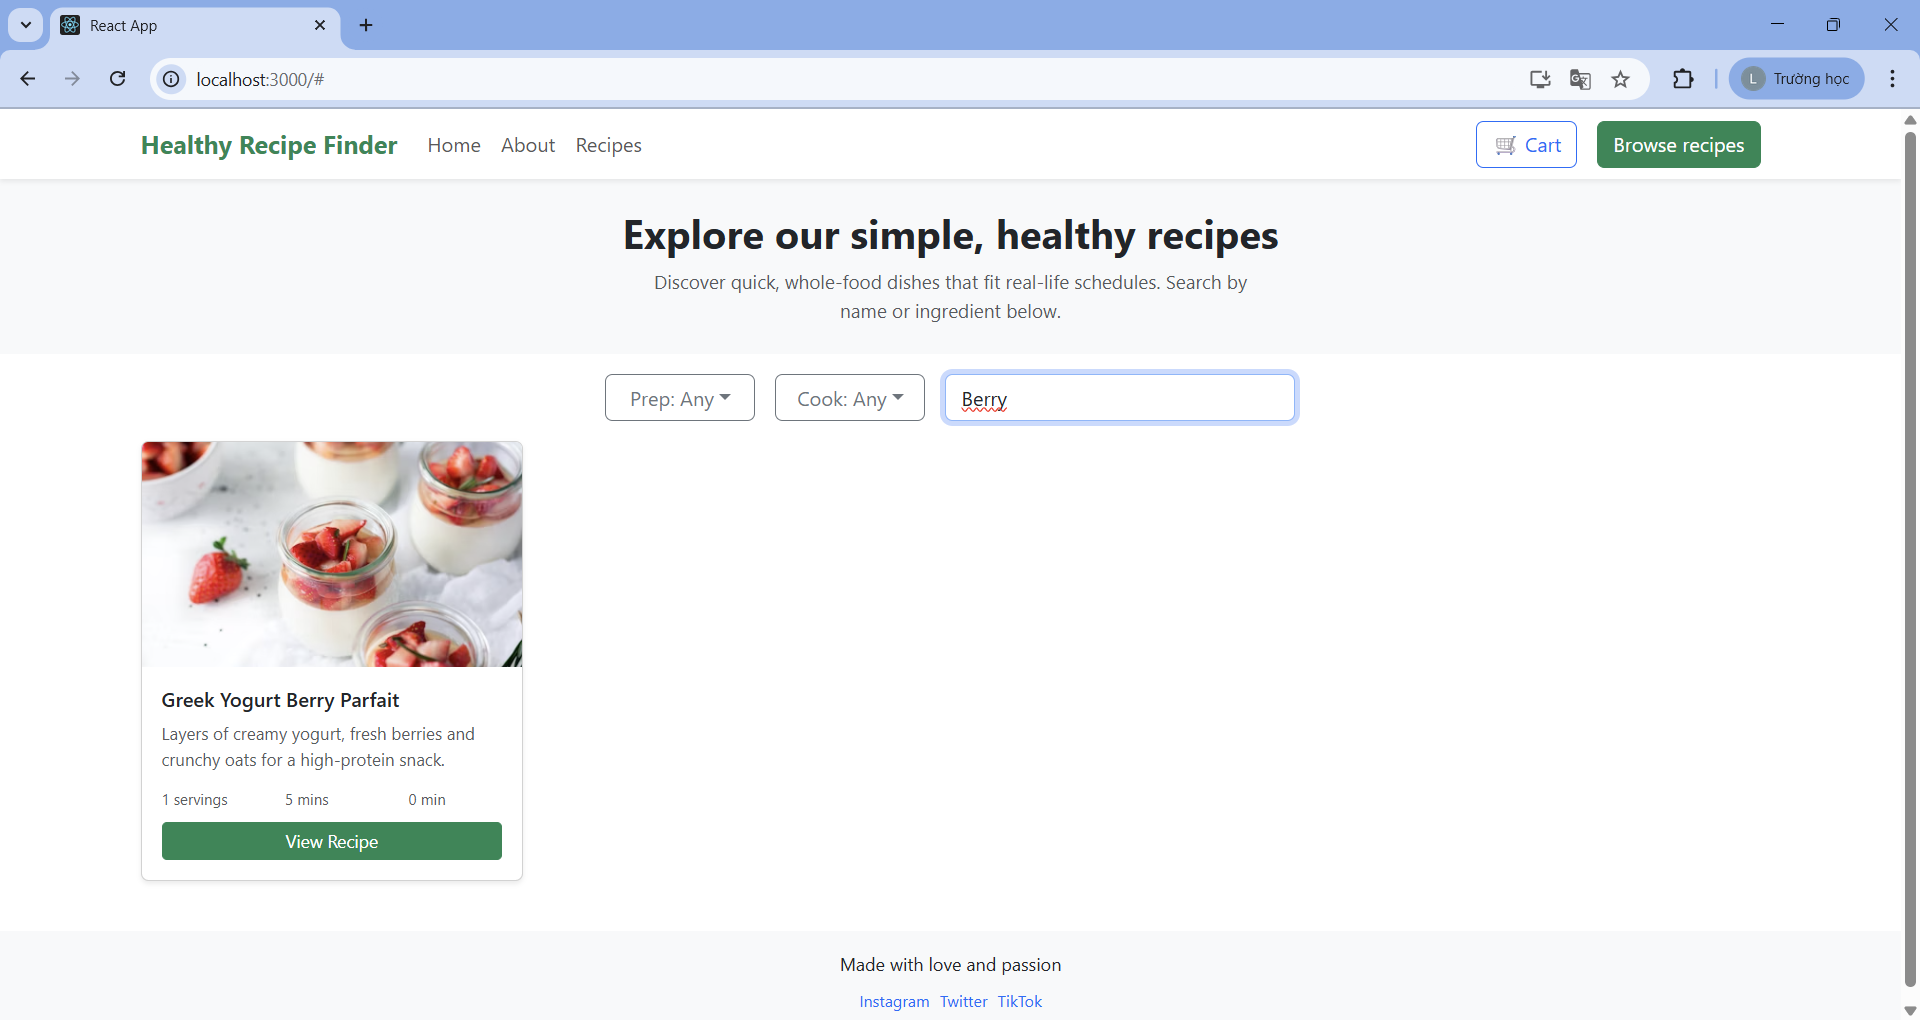 React App
localhost:3000/#
L Trường học
Healthy Recipe Finder Home About Recipes Cart Browse recipes
Explore our simple, healthy recipes
Discover quick, whole-food dishes that fit real-life schedules. Search by
name or ingredient below.
Prep: Any Cook: Any Berry
Greek Yogurt Berry Parfait
Layers of creamy yogurt, fresh berries and
crunchy oats for a high-protein snack.
1 servings 5 mins 0 min
View Recipe
Made with love and passion
Instagram Twitter TikTok